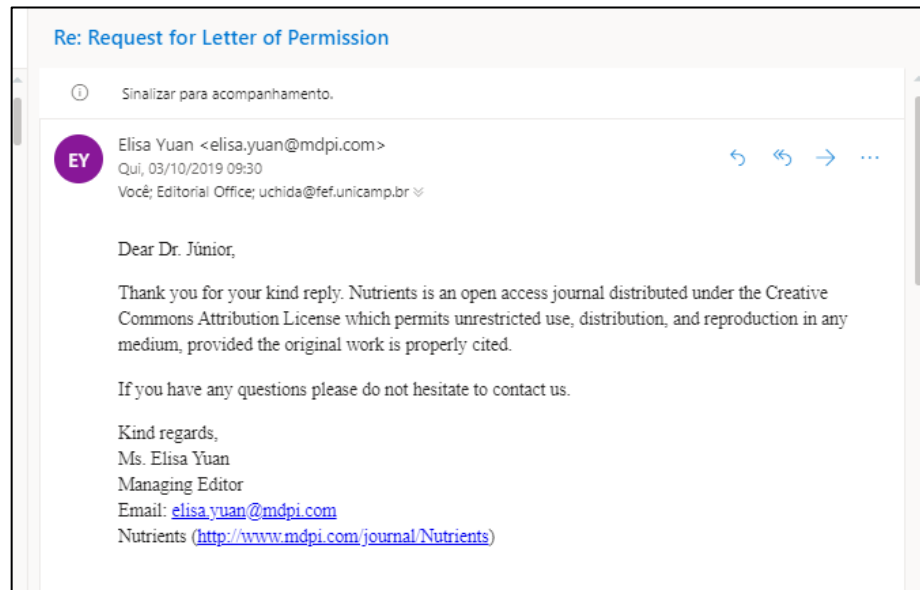 Re: Request for Letter of Permission
Sinalizar para acompanhamento.
EY
Elisa Yuan <elisa.yuan@mdpi.com>
Qui, 03/10/2019 09:30
Você; Editorial Office; uchida@fef.unicamp.br
Dear Dr. Júnior,
Thank you for your kind reply. Nutrients is an open access journal distributed under the Creative
Commons Attribution License which permits unrestricted use, distribution, and reproduction in any
medium, provided the original work is properly cited.
If you have any questions please do not hesitate to contact us.
Kind regards,
Ms. Elisa Yuan
Managing Editor
Email: elisa.yuan@mdpi.com
Nutrients (http://www.mdpi.com/journal/Nutrients)